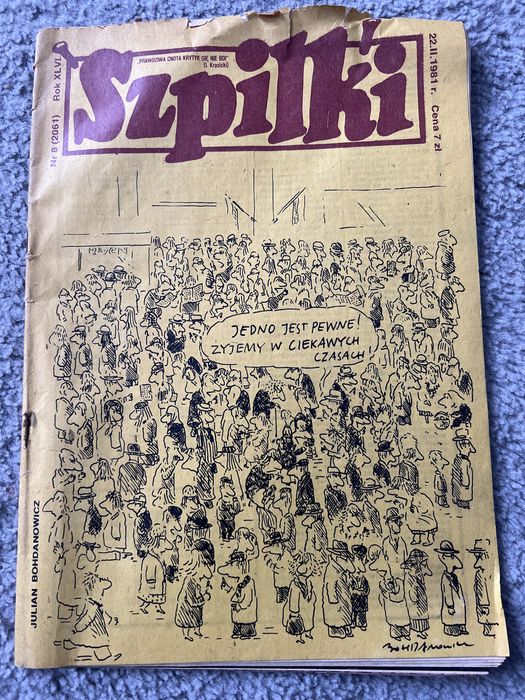 Nr 8 (2061) Rok XLVI
„PRAWDZIWA CNOTA KRYTYK SIĘ NIE BOI”
(I. Krasicki)
Szpilki
22.II.1981 r. Cena 7 zł
JEDNO JEST PEWNE!
ŻYJEMY W CIEKAWYCH
CZASACH!
JULIAN BOHDANOWICZ